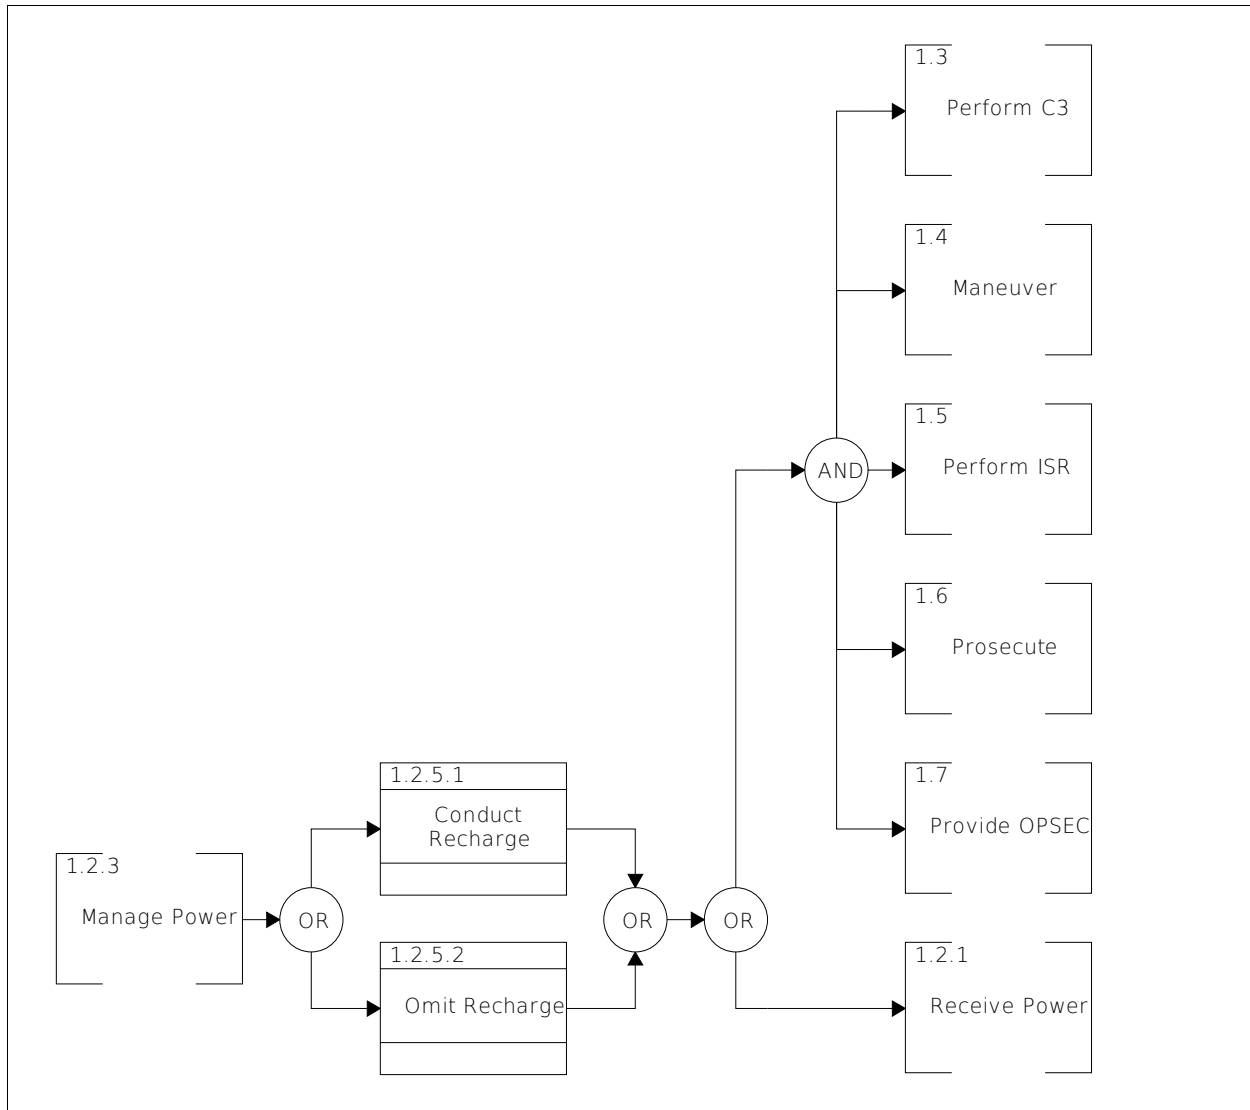 1.3
Perform C3
1.4
Maneuver
1.5
AND
Perform ISR
1.6
Prosecute
1.7
Provide OPSEC
1.2.5.1
Conduct
Recharge
1.2.3
Manage Power
OR
OR
OR
1.2.5.2
Omit Recharge
1.2.1
Receive Power